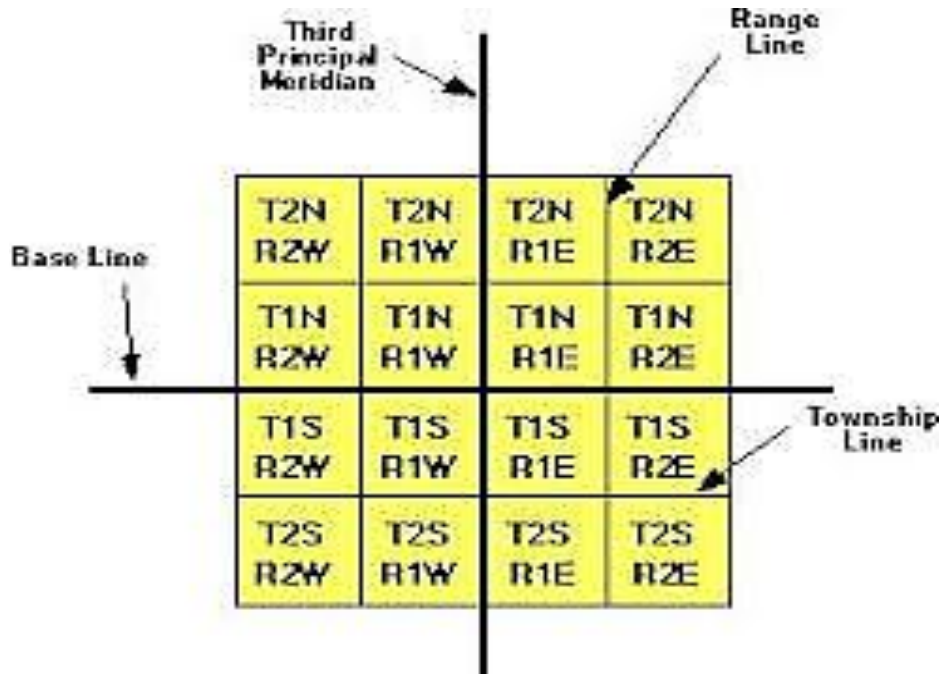 Third
Principal
Meridian
Range
Line
T2N T2N T2N T2N
R2W R1W R1E R2E
Base Line
T1N T1N T1N T1N
R2W R1W R1E R2E
T1S T1S T1S T1S
R2W R1W R1E R2E
Township
Line
T2S T2S T2S T2S
R2W R1W R1E R2E